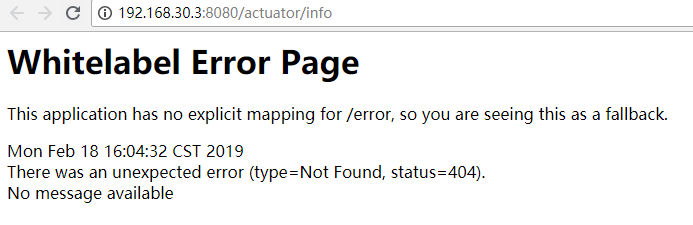 192.168.30.3:8080/actuator/info
Whitelabel Error Page
This application has no explicit mapping for /error, so you are seeing this as a fallback.
Mon Feb 18 16:04:32 CST 2019
There was an unexpected error (type=Not Found, status=404).
No message available